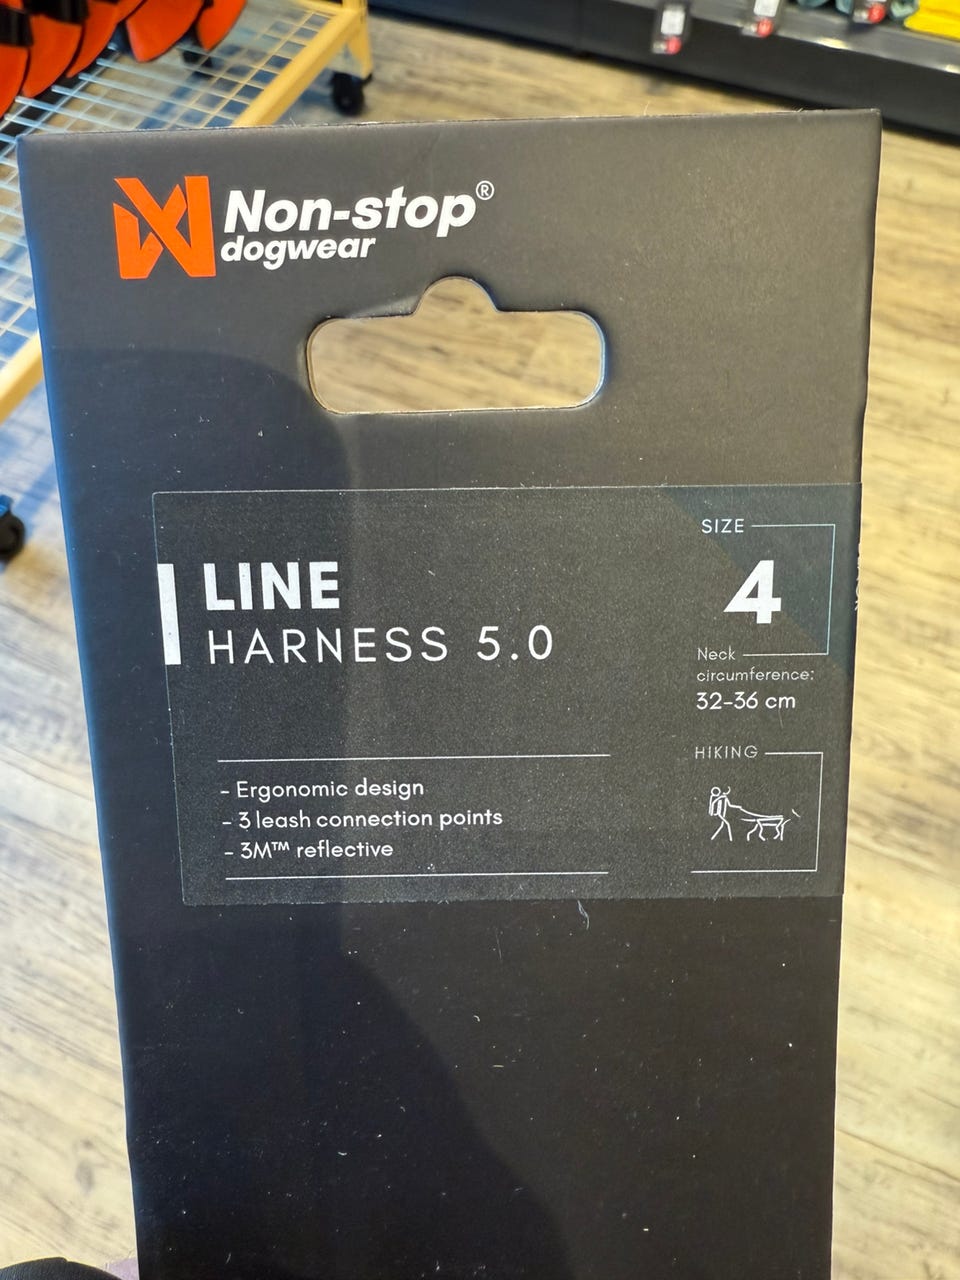 Non-stop®
dogwear
SIZE
4
LINE
HARNESS 5.0
Neck
circumference:
32-36 cm
HIKING
- Ergonomic design
- 3 leash connection points
- 3M™ reflective